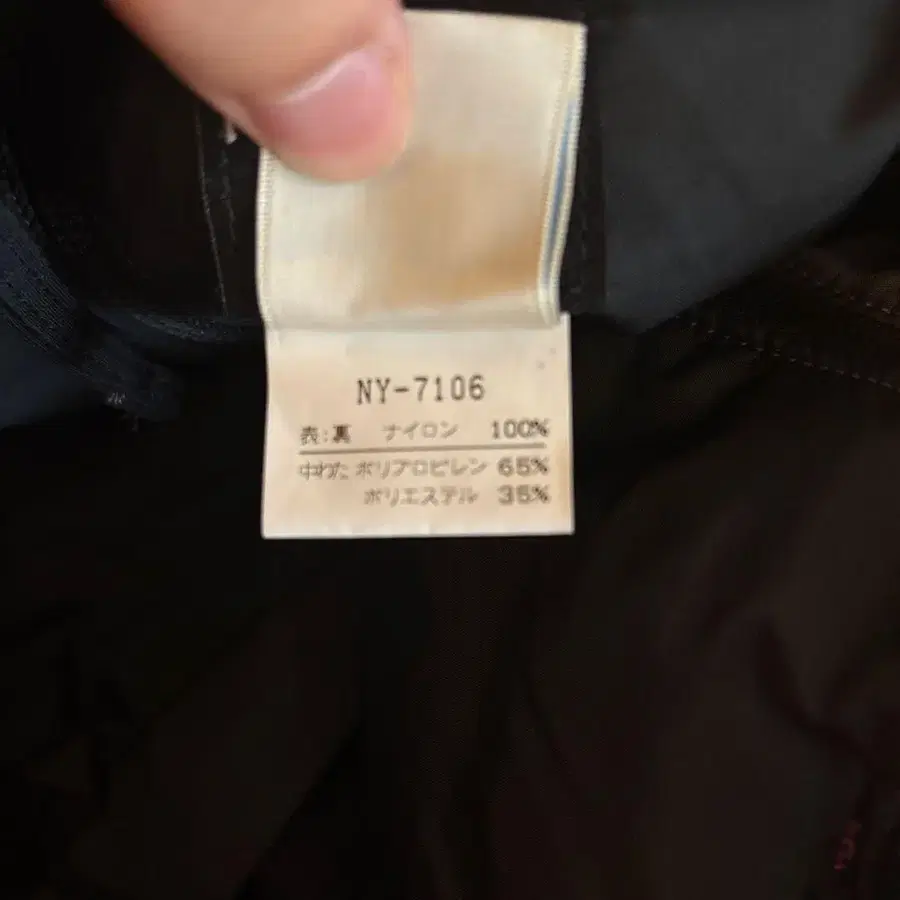 NY-7106
表:裏 ナイロン 100%
中わた ポリプロピレン 65%
ポリエステル 35%